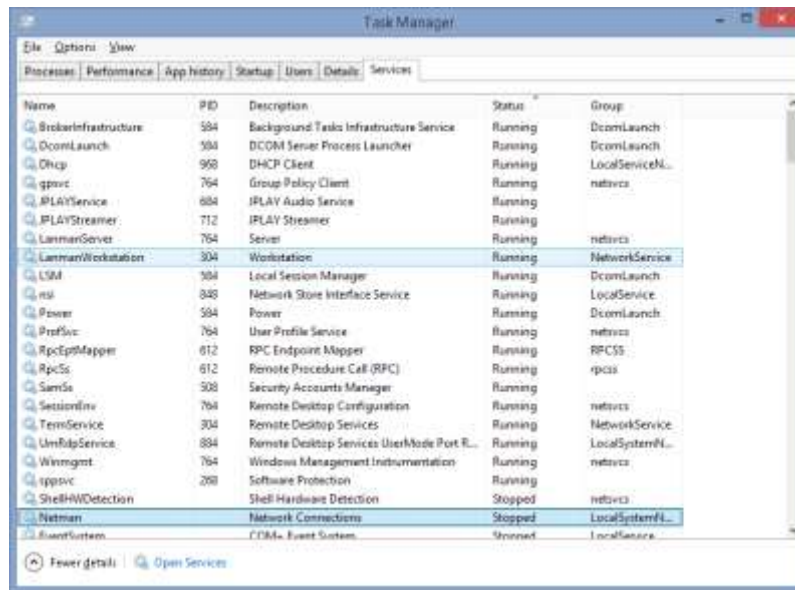 Task Manager
File Options View
Processes Performance App history Startup Users Details Services
Name PID Description Status Group
BrokerInfrastructure 584 Background Tasks Infrastructure Service Running DcomLaunch
DcomLaunch 584 DCOM Server Process Launcher Running DcomLaunch
Dhcp 968 DHCP Client Running LocalServiceN...
gpsvc 764 Group Policy Client Running netsvcs
JPLAYService 684 JPLAY Audio Service Running
JPLAYStreamer 712 JPLAY Streamer Running
LanmanServer 764 Server Running netsvcs
LanmanWorkstation 304 Workstation Running NetworkService
LSM 584 Local Session Manager Running DcomLaunch
nsi 848 Network Store Interface Service Running LocalService
Power 584 Power Running DcomLaunch
ProfSvc 764 User Profile Service Running netsvcs
RpcEptMapper 612 RPC Endpoint Mapper Running RPCSS
RpcSs 612 Remote Procedure Call (RPC) Running rpcss
SamSs 508 Security Accounts Manager Running
SessionEnv 764 Remote Desktop Configuration Running netsvcs
TermService 304 Remote Desktop Services Running NetworkService
UmRdpService 884 Remote Desktop Services UserMode Port R... Running LocalSystemN...
Winmgmt 764 Windows Management Instrumentation Running netsvcs
sppsvc 268 Software Protection Running
ShellHWDetection Shell Hardware Detection Stopped netsvcs
Netman Network Connections Stopped LocalSystemN...
EventSystem COM+ Event System Stopped LocalService
Fewer details Open Services